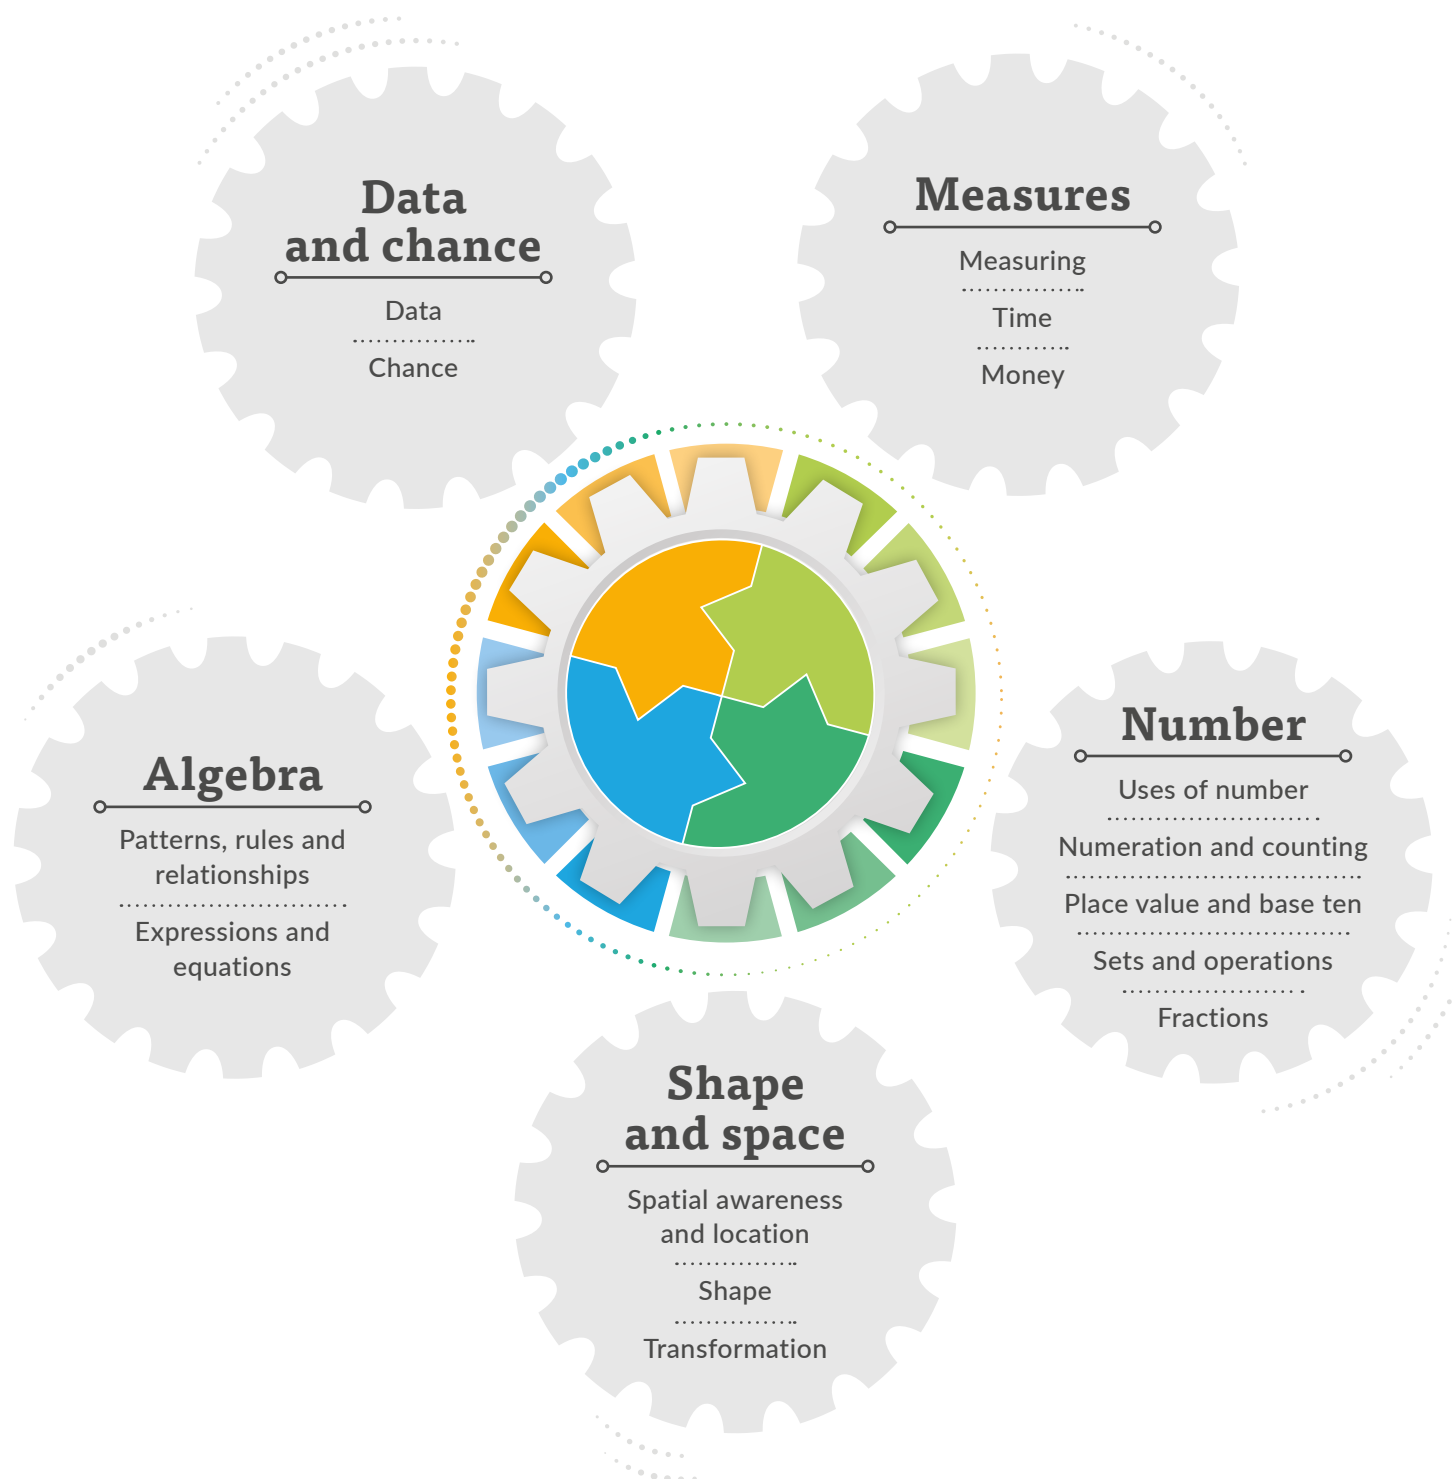 Data
and chance
Data
Chance
Measures
Measuring
Time
Money
Algebra
Patterns, rules and
relationships
Expressions and
equations
Number
Uses of number
Numeration and counting
Place value and base ten
Sets and operations
Fractions
Shape
and space
Spatial awareness
and location
Shape
Transformation